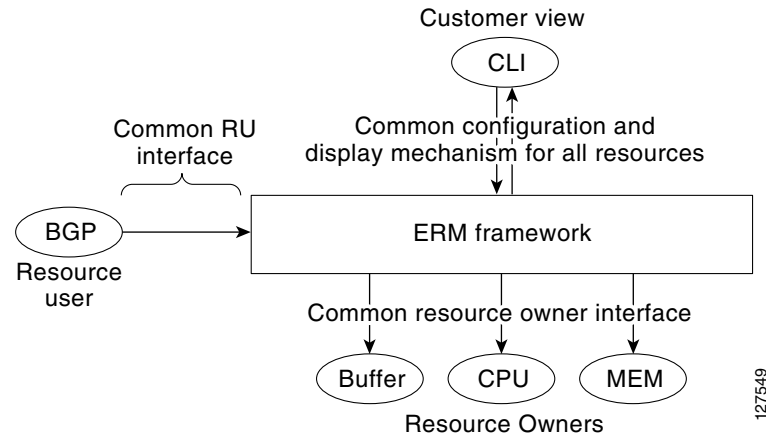 Customer view
CLI
Common RU
interface
Common configuration and
display mechanism for all resources
BGP
ERM framework
Resource
user
Common resource owner interface
Buffer
CPU
MEM
Resource Owners
127549